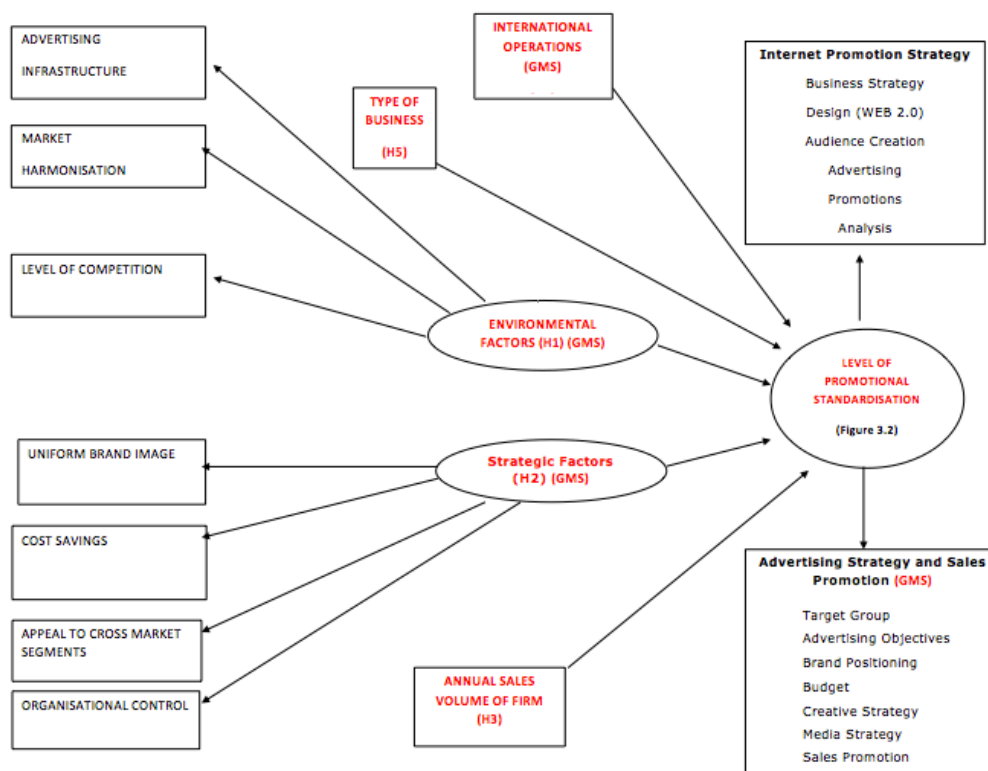 ADVERTISING
INFRASTRUCTURE
MARKET
HARMONISATION
LEVEL OF COMPETITION
UNIFORM BRAND IMAGE
COST SAVINGS
APPEAL TO CROSS MARKET
SEGMENTS
ORGANISATIONAL CONTROL
INTERNATIONAL
OPERATIONS
(GMS)
TYPE OF
BUSINESS
(H5)
ENVIRONMENTAL
FACTORS (H1) (GMS)
Strategic Factors
(H2) (GMS)
ANNUAL SALES
VOLUME OF FIRM
(H3)
Internet Promotion Strategy
Business Strategy
Design (WEB 2.0)
Audience Creation
Advertising
Promotions
Analysis
LEVEL OF
PROMOTIONAL
STANDARDISATION
(Figure 3.2)
Advertising Strategy and Sales
Promotion (GMS)
Target Group
Advertising Objectives
Brand Positioning
Budget
Creative Strategy
Media Strategy
Sales Promotion